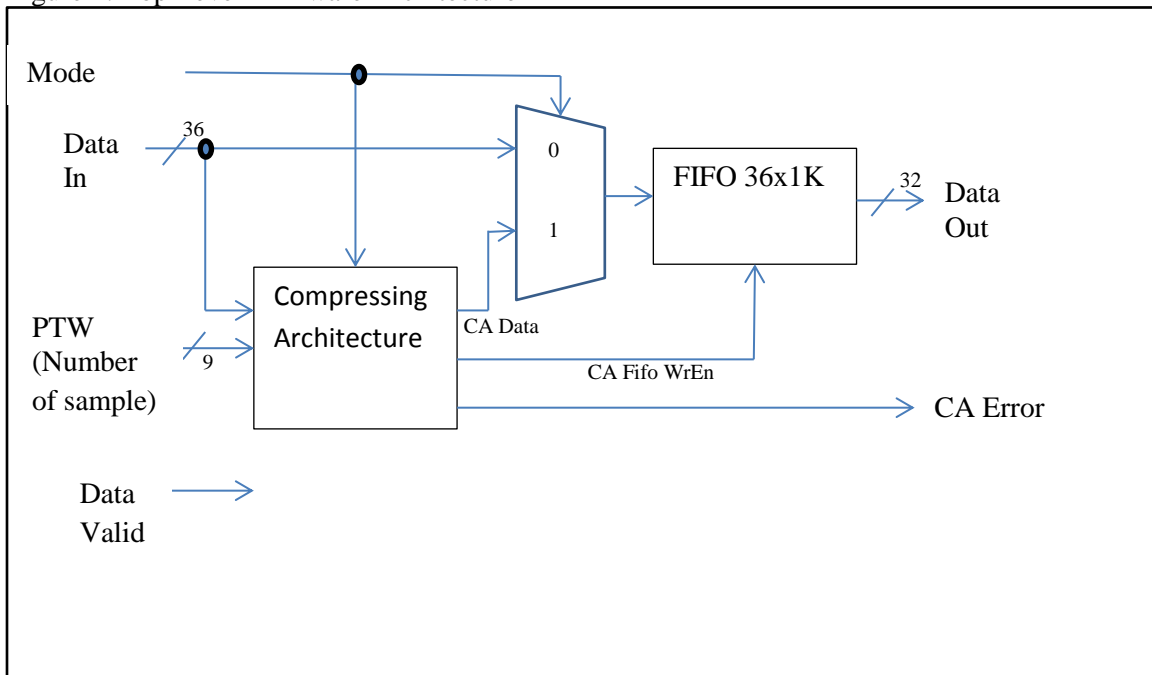 Mode
Data
In
36
0
1
FIFO 36x1K
32
Data
Out
Compressing
Architecture
CA Data
PTW
(Number
of sample)
9
CA Fifo WrEn
CA Error
Data
Valid